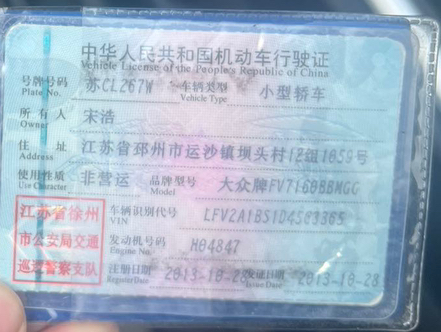 中华人民共和国机动车行驶证
Vehicle License of the People's Republic of China
号牌号码 苏CL267W 车辆类型 小型轿车
Plate No. Vehicle Type
所有人 宋浩
Owner
住址 江苏省邳州市运沙镇坝头村12组1059号
Address
使用性质 非营运 品牌型号 大众牌FV7160BBMGG
Use Character Model
江苏省徐州 车辆识别代号 LFV2A1BS1D4563365
VIN
市公安局交通 发动机号码 H04847
Engine No.
巡逻警察支队 注册日期 2013-10-28 发证日期 2013-10-28
Register Date Issue Date